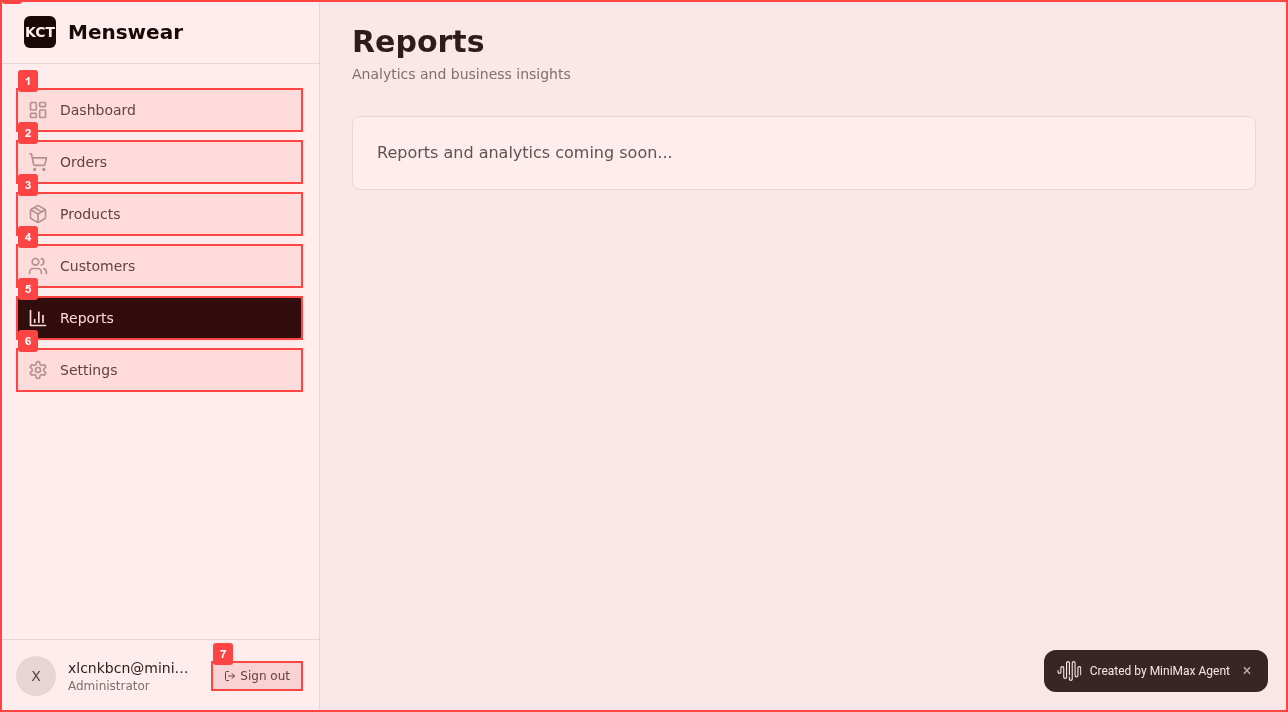 KCT Menswear
Reports
Analytics and business insights
1
Dashboard
2
Orders
3
Products
4
Customers
5
Reports
6
Settings
Reports and analytics coming soon...
7
X
xlcnkbcn@mini...
Administrator
Sign out
Created by MiniMax Agent ×